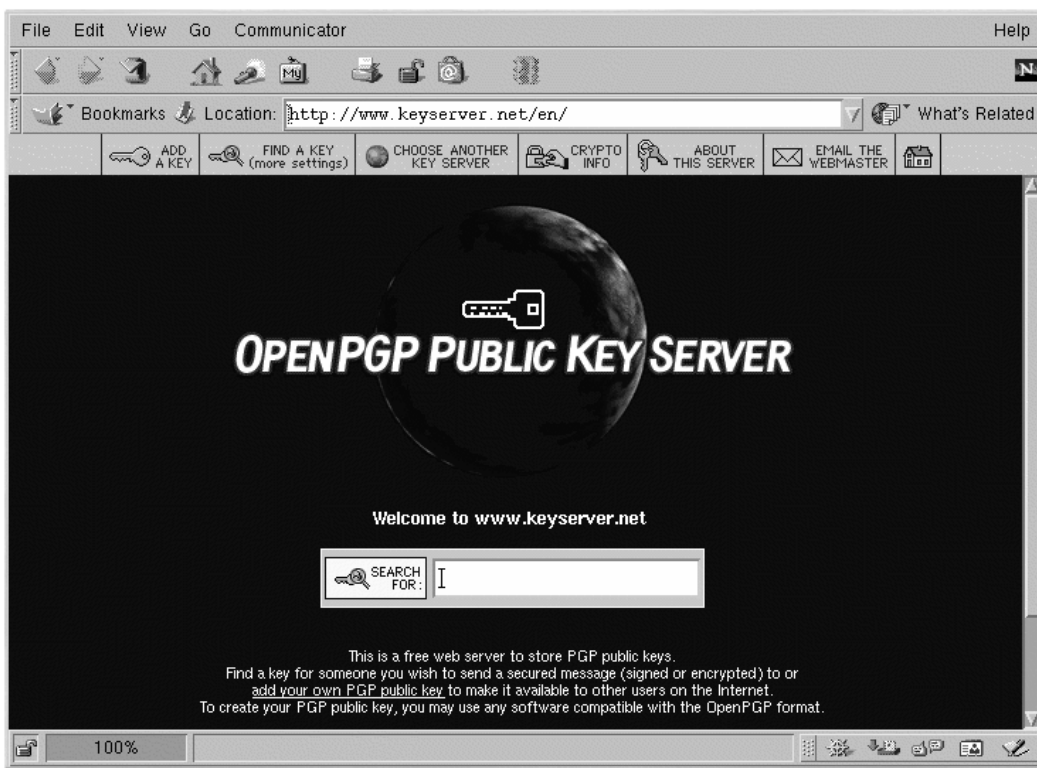 File Edit View Go Communicator Help
My N
Bookmarks Location: http://www.keyserver.net/en/ What's Related
ADD A KEY
FIND A KEY (more settings)
CHOOSE ANOTHER KEY SERVER
CRYPTO INFO
ABOUT THIS SERVER
EMAIL THE WEBMASTER
OPENPGP PUBLIC KEY SERVER
Welcome to www.keyserver.net
SEARCH FOR:
This is a free web server to store PGP public keys.
Find a key for someone you wish to send a secured message (signed or encrypted) to or
add your own PGP public key to make it available to other users on the Internet.
To create your PGP public key, you may use any software compatible with the OpenPGP format.
100%